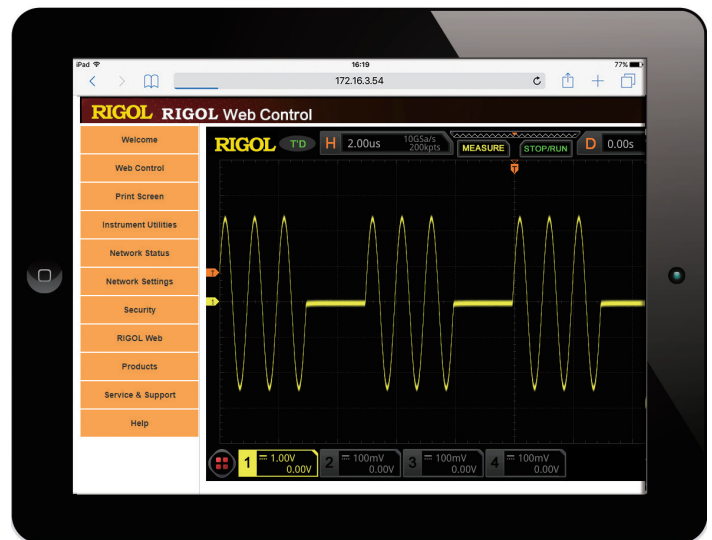 iPad 16:19 77%
172.16.3.54
RIGOL RIGOL Web Control
Welcome
Web Control
Print Screen
Instrument Utilities
Network Status
Network Settings
Security
RIGOL Web
Products
Service & Support
Help
RIGOL T'D H 2.00us 10GSa/s 200kpts MEASURE STOP/RUN D 0.00s
T
T
1
1 1.00V 0.00V
2 100mV 0.00V
3 100mV 0.00V
4 100mV 0.00V